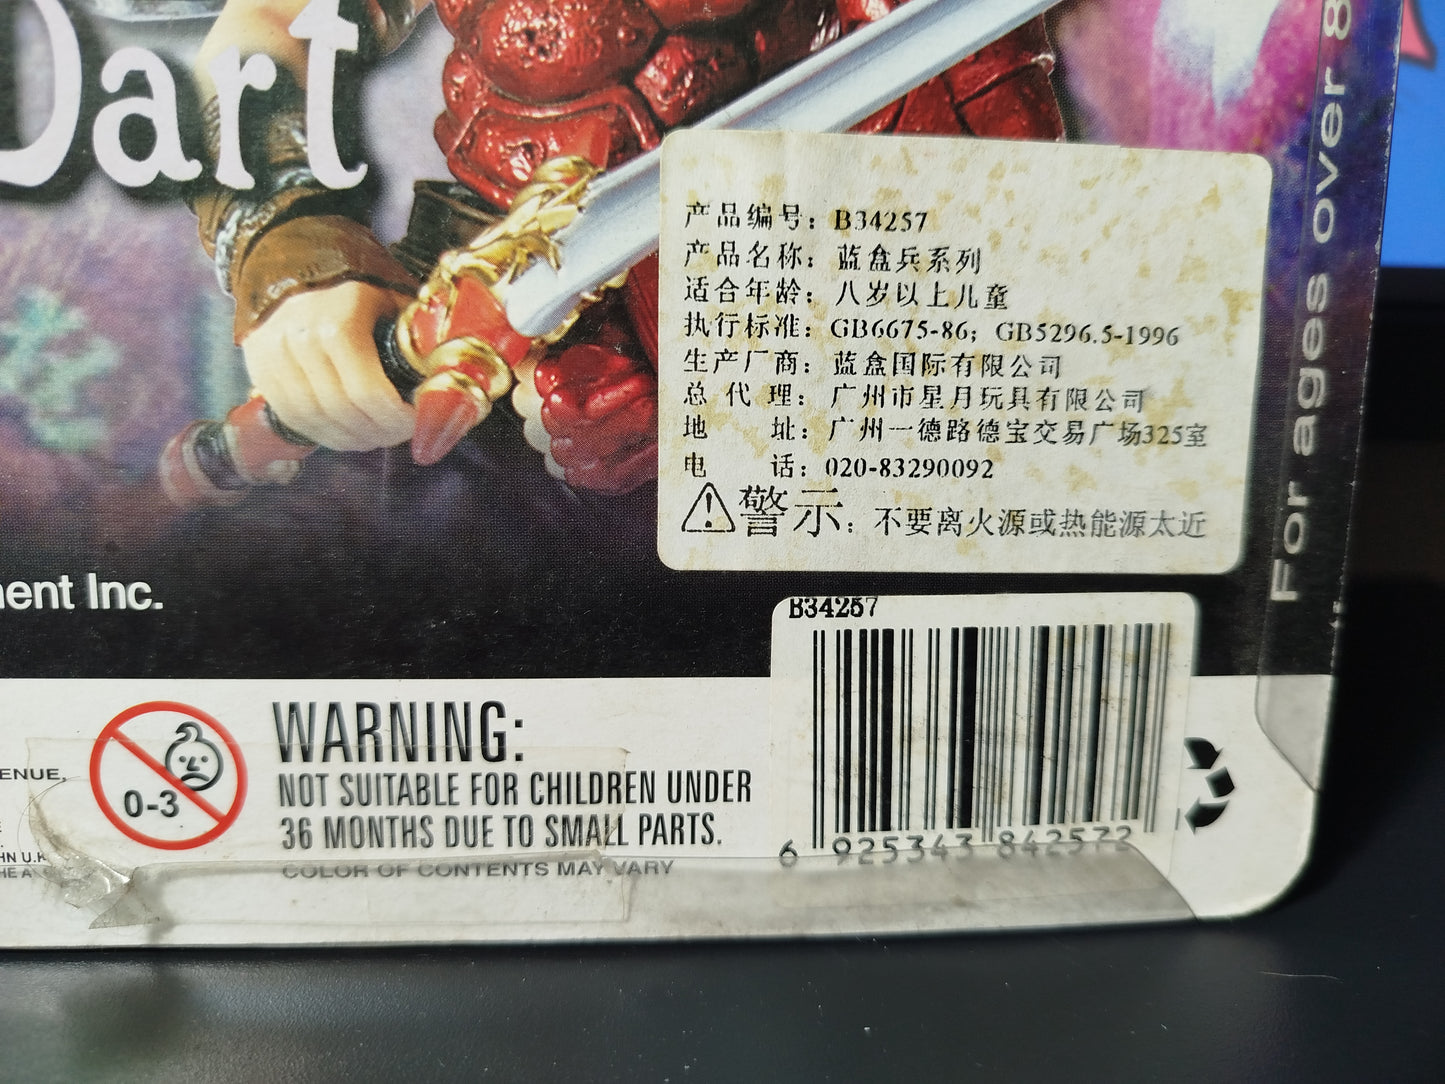 Dart
For ages over 8
产品编号：B34257
产品名称：蓝盒兵系列
适合年龄：八岁以上儿童
执行标准：GB6675-86；GB5296.5-1996
生产厂商：蓝盒国际有限公司
总代理：广州市星月玩具有限公司
地址：广州一德路德宝交易广场325室
电话：020-83290092
警示：不要离火源或热能源太近
ment Inc.
B34257
6 925343 842572
ENUE,
0-3
WARNING:
NOT SUITABLE FOR CHILDREN UNDER
36 MONTHS DUE TO SMALL PARTS.
COLOR OF CONTENTS MAY VARY